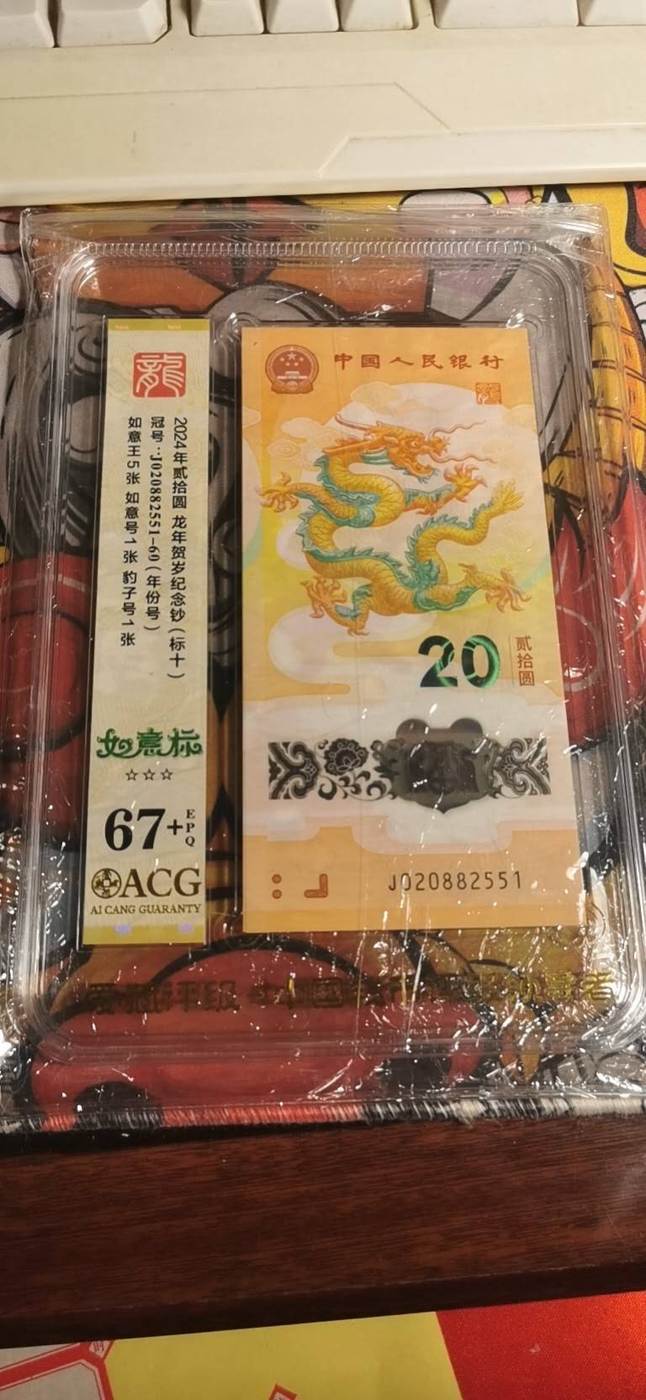 龍
2024年贰拾圆 龙年贺岁纪念钞(标十)
冠号:J020882551-60(年份号)
如意王5张 如意号1张 豹子号1张
如意标
☆☆☆
67+EPQ
ACG
AI CANG GUARANTY
中国人民银行
20
贰拾圆
J020882551